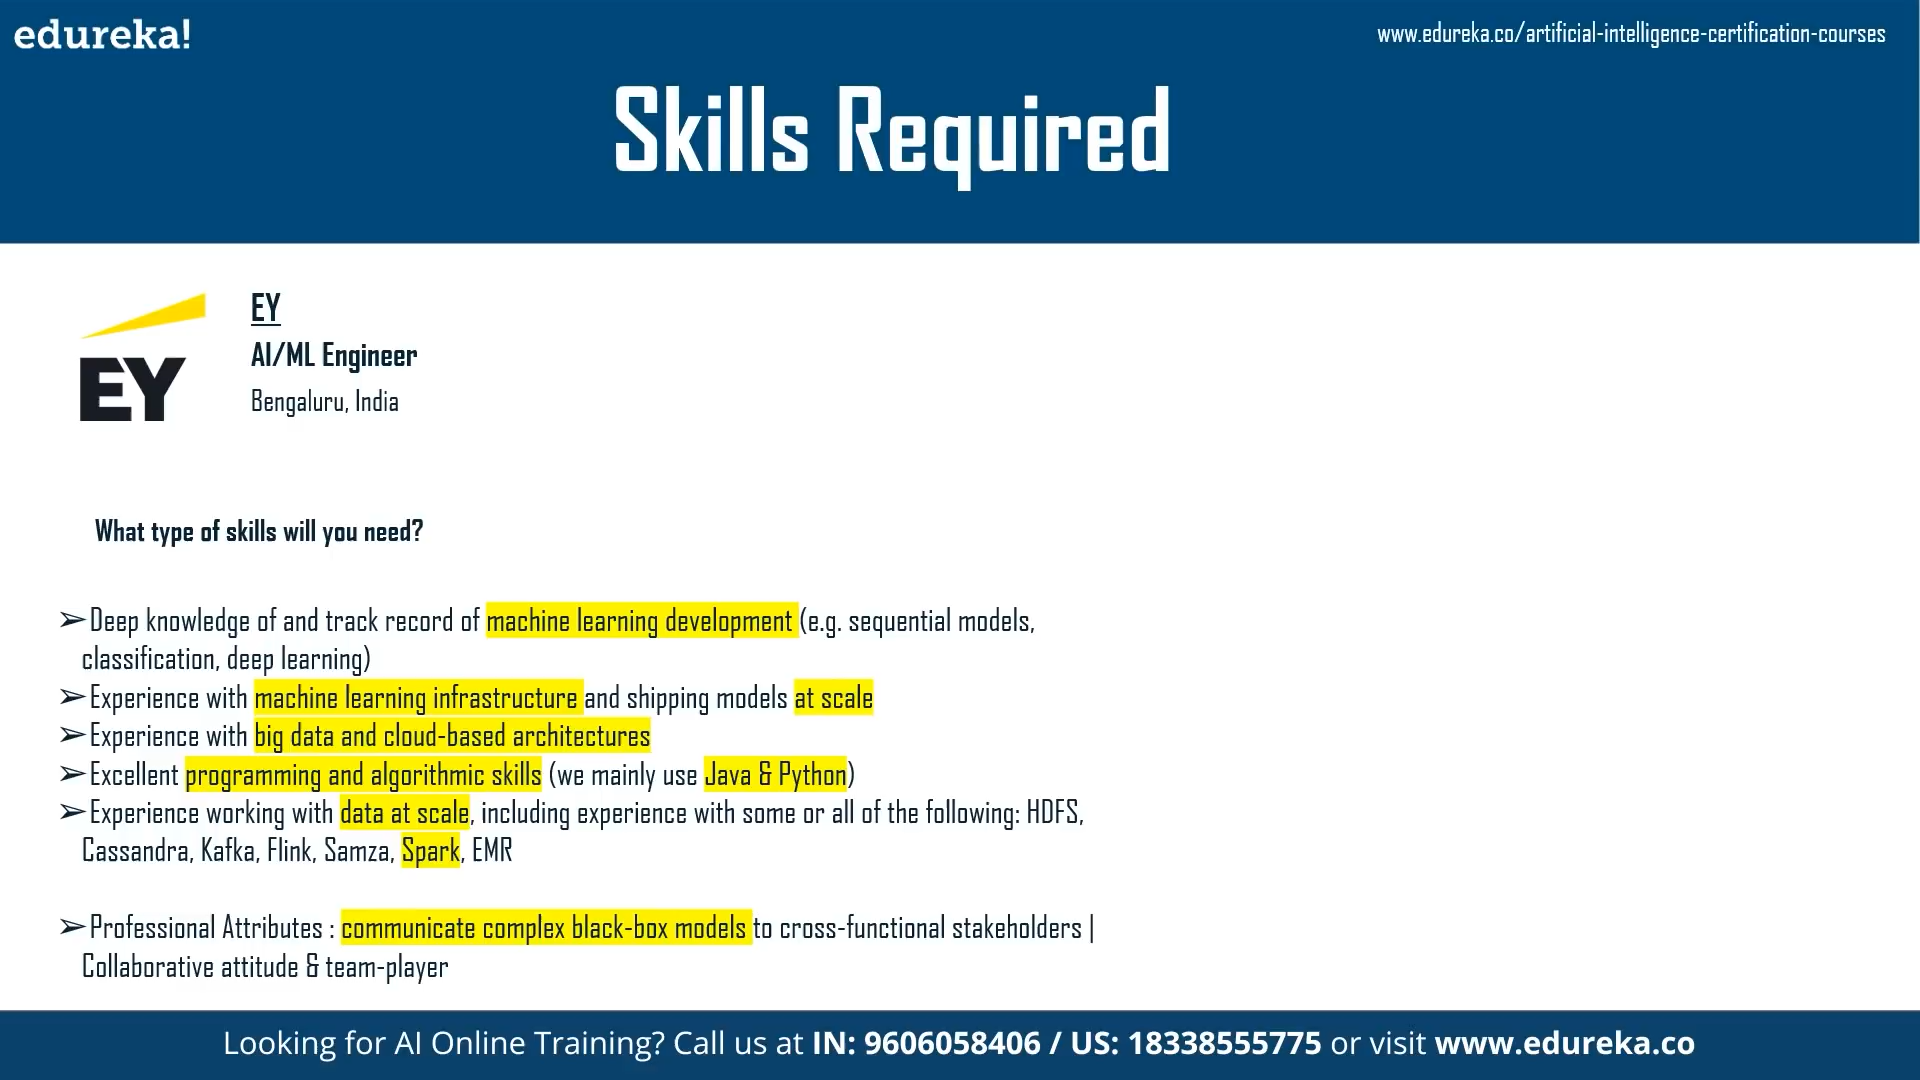 edureka!
www.edureka.co/artificial-intelligence-certification-courses
Skills Required
EY
EY
AI/ML Engineer
Bengaluru, India
What type of skills will you need?
➢Deep knowledge of and track record of machine learning development (e.g. sequential models,
classification, deep learning)
➢Experience with machine learning infrastructure and shipping models at scale
➢Experience with big data and cloud-based architectures
➢Excellent programming and algorithmic skills (we mainly use Java & Python)
➢Experience working with data at scale, including experience with some or all of the following: HDFS,
Cassandra, Kafka, Flink, Samza, Spark, EMR
➢Professional Attributes : communicate complex black-box models to cross-functional stakeholders |
Collaborative attitude & team-player
Looking for AI Online Training? Call us at IN: 9606058406 / US: 18338555775 or visit www.edureka.co